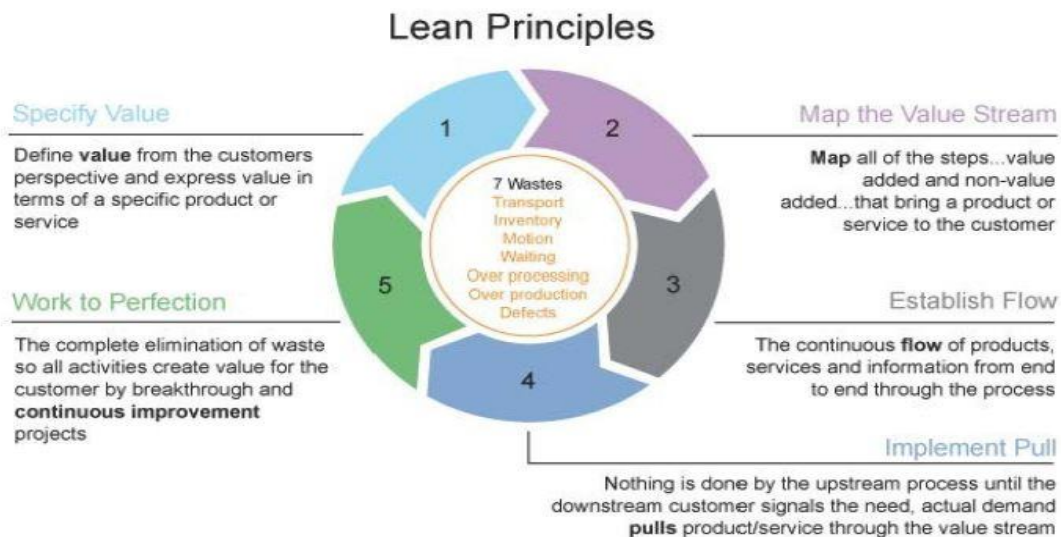 Lean Principles
Specify Value
Define value from the customers
perspective and express value in
terms of a specific product or
service
1
2
Map the Value Stream
Map all of the steps...value
added and non-value
added...that bring a product or
service to the customer
7 Wastes
Transport
Inventory
Motion
Waiting
Over processing
Over production
Defects
3
Establish Flow
The continuous flow of products,
services and information from end
to end through the process
4
Implement Pull
Nothing is done by the upstream process until the
downstream customer signals the need, actual demand
pulls product/service through the value stream
5
Work to Perfection
The complete elimination of waste
so all activities create value for the
customer by breakthrough and
continuous improvement
projects